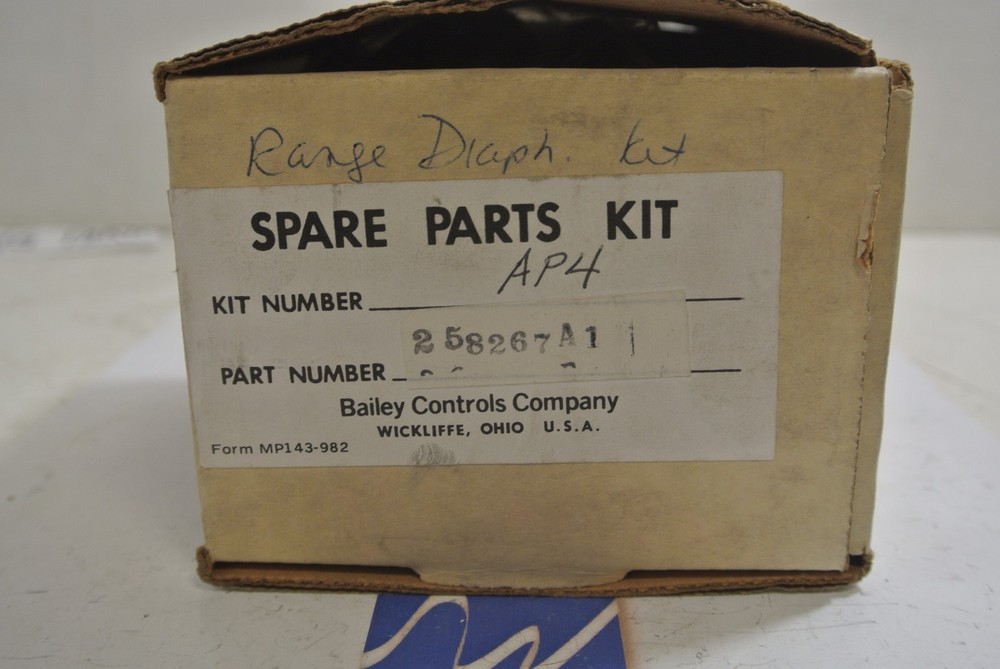 Range Diaph. Kit
SPARE PARTS KIT
AP4
KIT NUMBER
258267A1
PART NUMBER
Bailey Controls Company
WICKLIFFE, OHIO U.S.A.
Form MP143-982